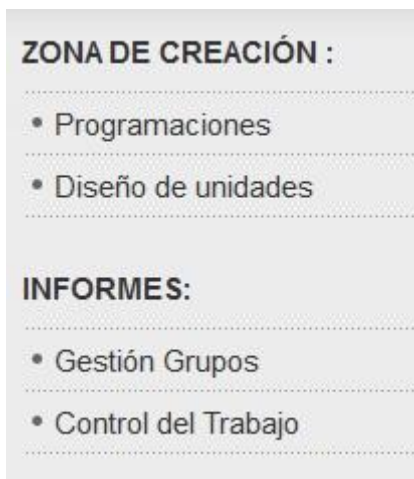 ZONA DE CREACIÓN :
• Programaciones
• Diseño de unidades
INFORMES:
• Gestión Grupos
• Control del Trabajo